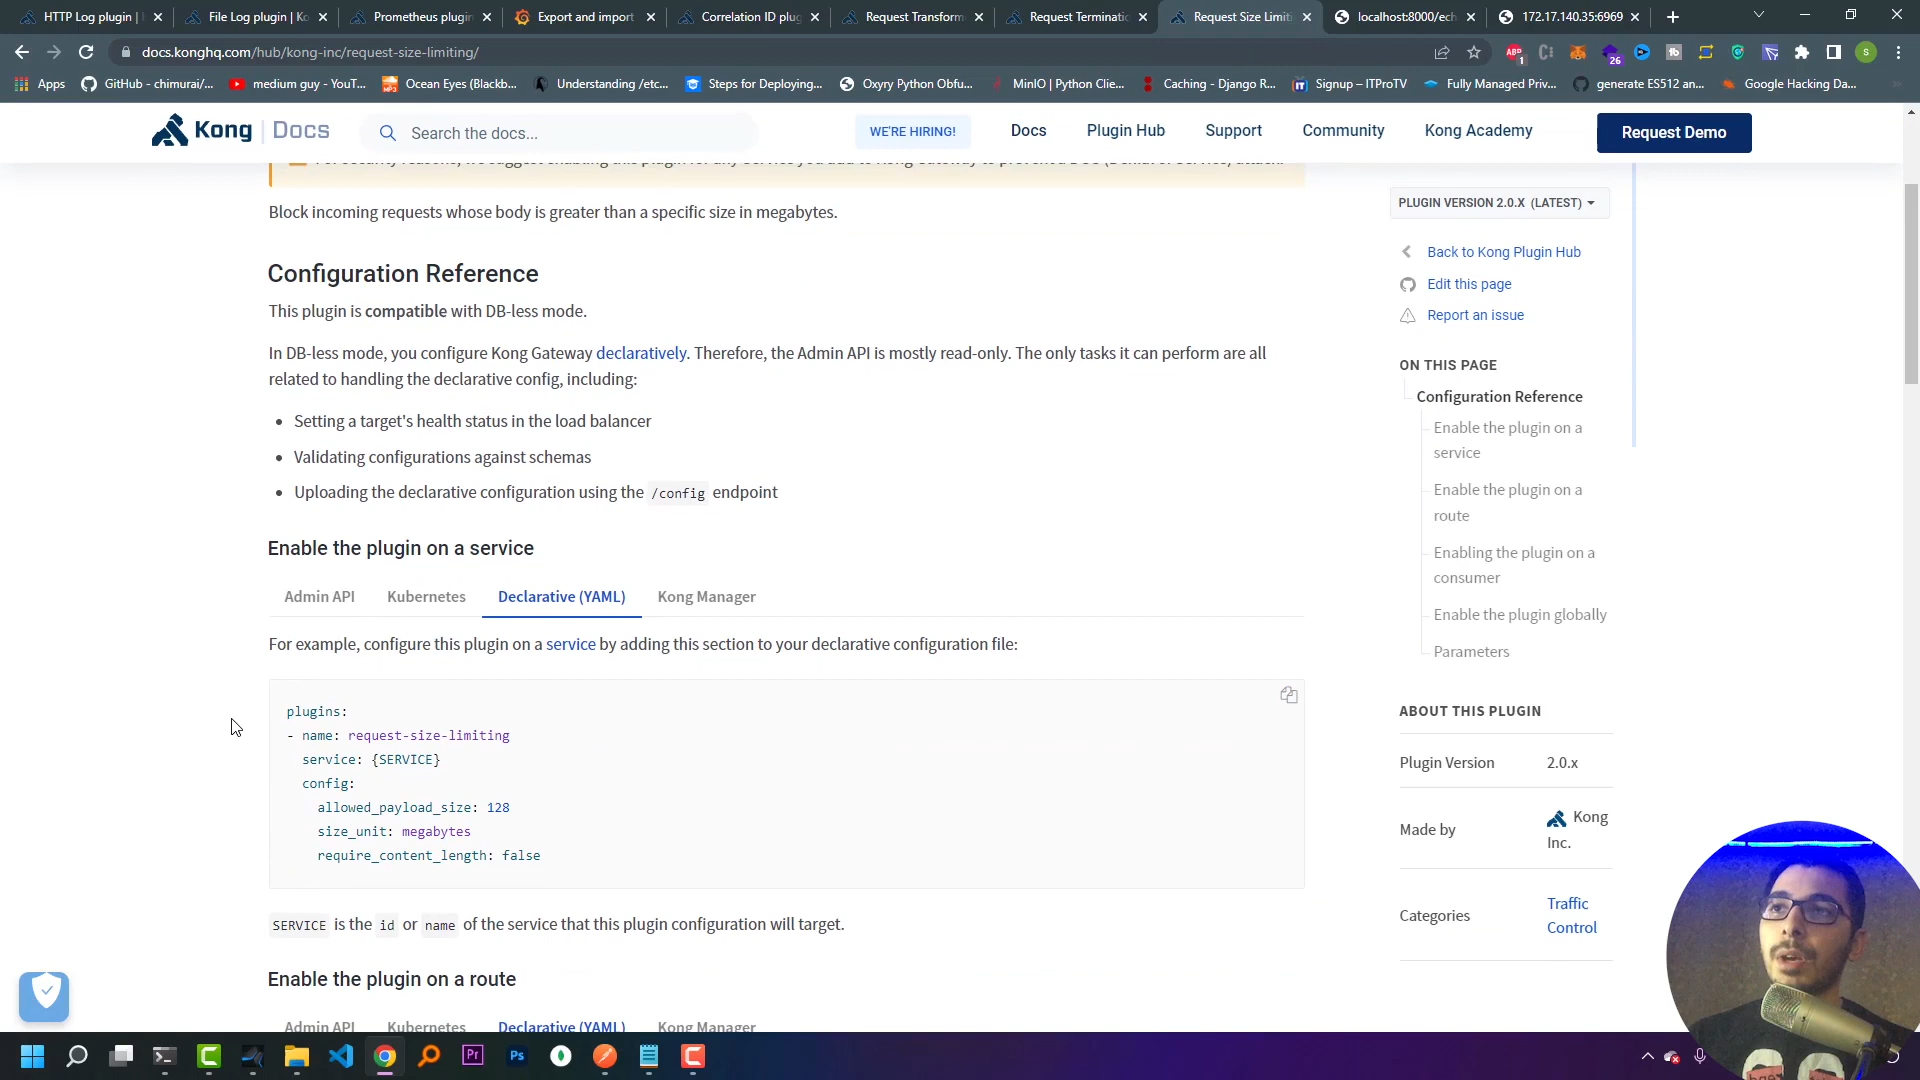 HTTP Log plugin |
File Log plugin | Ko
Prometheus plugin
Export and import
Correlation ID plug
Request Transform
Request Terminatic
Request Size Limiti
localhost:8000/ech
172.17.140.35:6969
docs.konghq.com/hub/kong-inc/request-size-limiting/
Apps
GitHub - chimurai/...
medium guy - YouT...
Ocean Eyes (Blackb...
Understanding /etc...
Steps for Deploying...
Oxyry Python Obfu...
MinIO | Python Clie...
Caching - Django R...
Signup – ITProTV
Fully Managed Priv...
generate ES512 an...
Google Hacking Da...
Kong | Docs
Search the docs...
WE'RE HIRING!
Docs
Plugin Hub
Support
Community
Kong Academy
Request Demo
Block incoming requests whose body is greater than a specific size in megabytes.
Configuration Reference
This plugin is compatible with DB-less mode.
In DB-less mode, you configure Kong Gateway declaratively. Therefore, the Admin API is mostly read-only. The only tasks it can perform are all
related to handling the declarative config, including:
Setting a target's health status in the load balancer
Validating configurations against schemas
Uploading the declarative configuration using the /config endpoint
Enable the plugin on a service
Admin API
Kubernetes
Declarative (YAML)
Kong Manager
For example, configure this plugin on a service by adding this section to your declarative configuration file:
plugins:
- name: request-size-limiting
service: {SERVICE}
config:
allowed_payload_size: 128
size_unit: megabytes
require_content_length: false
SERVICE is the id or name of the service that this plugin configuration will target.
Enable the plugin on a route
Admin API
Kubernetes
Declarative (YAML)
Kong Manager
PLUGIN VERSION 2.0.X (LATEST)
Back to Kong Plugin Hub
Edit this page
Report an issue
ON THIS PAGE
Configuration Reference
Enable the plugin on a
service
Enable the plugin on a
route
Enabling the plugin on a
consumer
Enable the plugin globally
Parameters
ABOUT THIS PLUGIN
Plugin Version
2.0.x
Made by
Kong
Inc.
Categories
Traffic
Control